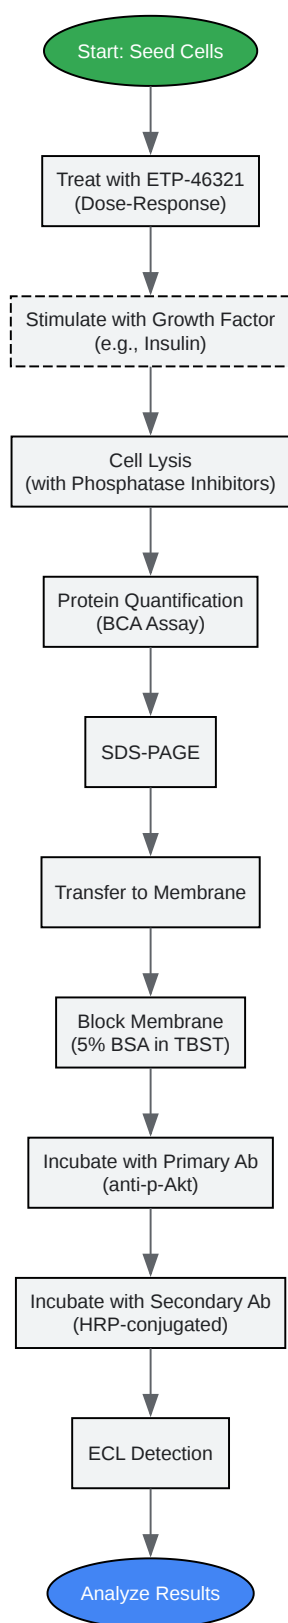 Start: Seed Cells
Treat with ETP-46321
(Dose-Response)
Stimulate with Growth Factor
(e.g., Insulin)
Cell Lysis
(with Phosphatase Inhibitors)
Protein Quantification
(BCA Assay)
SDS-PAGE
Transfer to Membrane
Block Membrane
(5% BSA in TBST)
Incubate with Primary Ab
(anti-p-Akt)
Incubate with Secondary Ab
(HRP-conjugated)
ECL Detection
Analyze Results